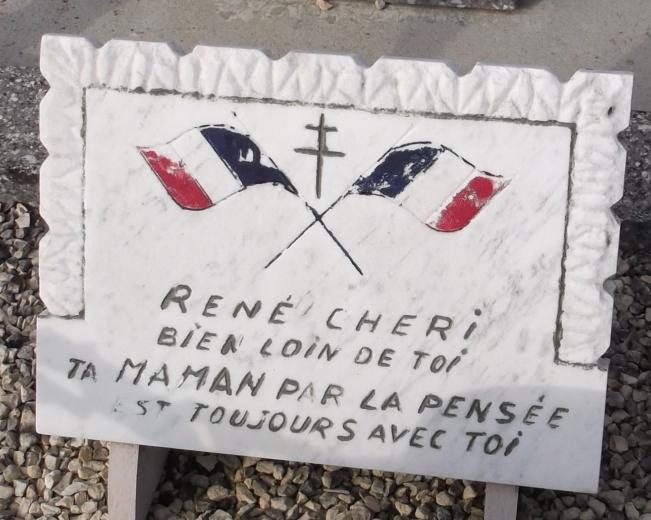 RENÉ CHERI
BIEN LOIN DE TOI
TA MAMAN PAR LA PENSÉE
EST TOUJOURS AVEC TOI